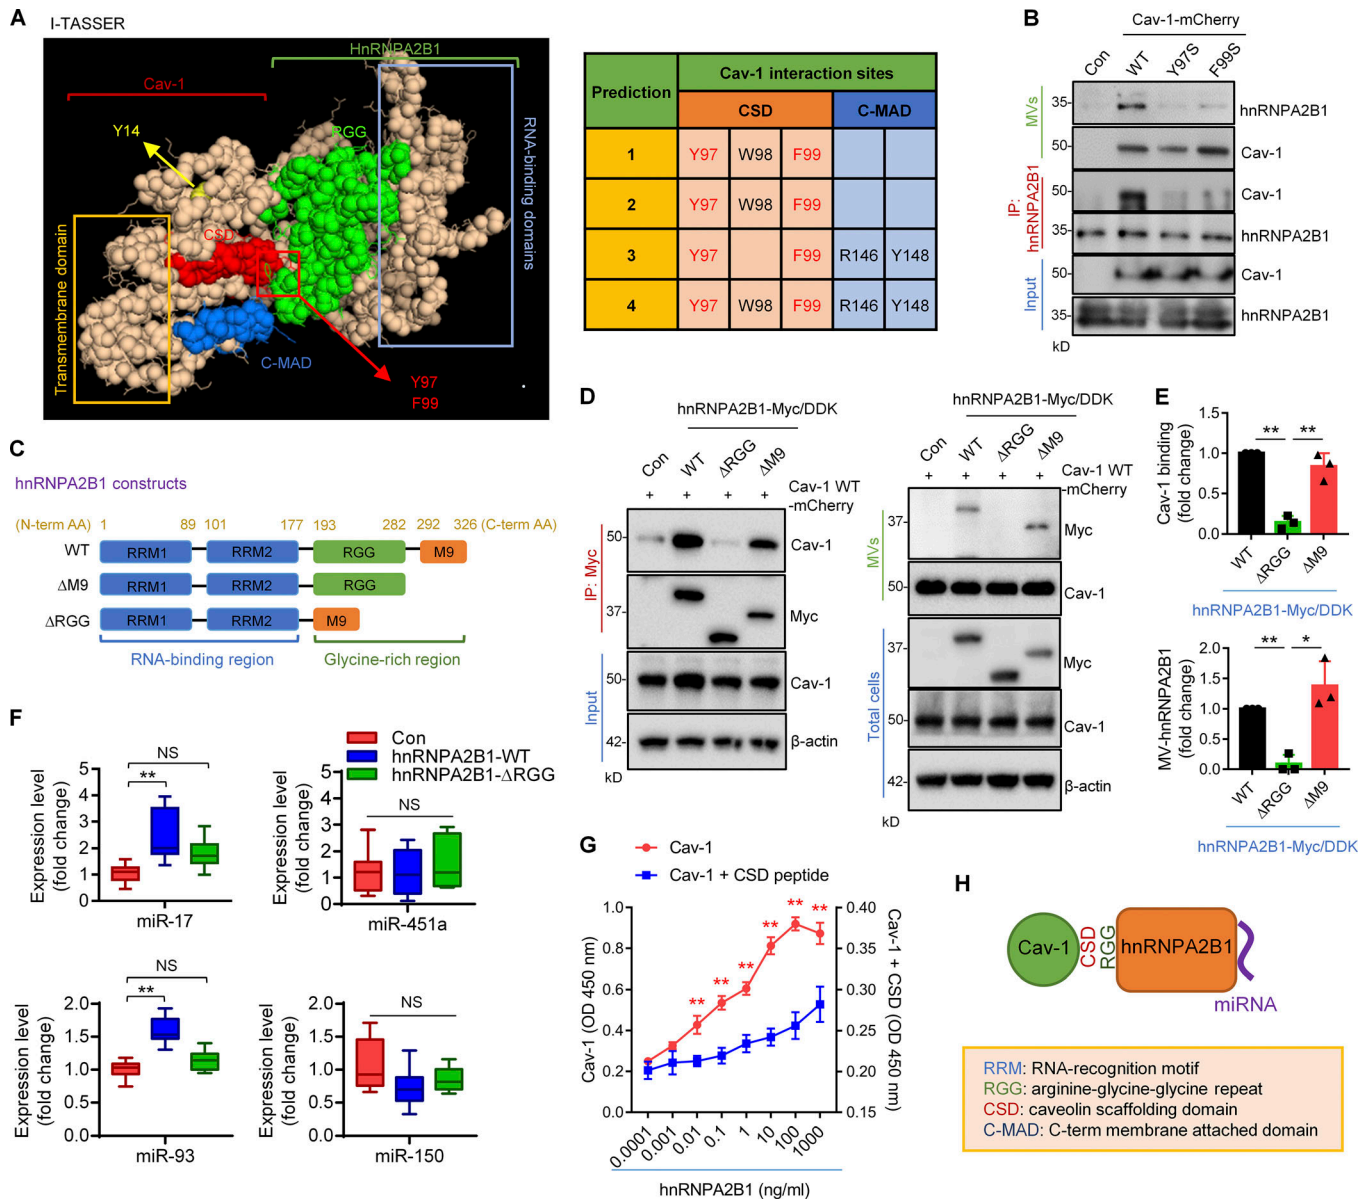 A
I-TASSER
HnRNPA2B1
Cav-1
Y14
RGG
CSD
C-MAD
Transmembrane domain
RNA-binding domains
Y97
F99
Prediction
Cav-1 interaction sites
CSD
C-MAD
1
Y97
W98
F99
2
Y97
W98
F99
3
Y97
F99
R146
Y148
4
Y97
W98
F99
R146
Y148
B
Cav-1-mCherry
Con
WT
Y97S
F99S
MVs
35-
hnRNPA2B1
50-
Cav-1
IP:
hnRNPA2B1
50-
Cav-1
35-
hnRNPA2B1
Input
50-
Cav-1
35-
hnRNPA2B1
kD
C
hnRNPA2B1 constructs
(N-term AA)
1
89
101
177
193
282
292
326
(C-term AA)
WT
RRM1
RRM2
RGG
M9
ΔM9
RRM1
RRM2
RGG
ΔRGG
RRM1
RRM2
M9
RNA-binding region
Glycine-rich region
D
hnRNPA2B1-Myc/DDK
Con
WT
ΔRGG
ΔM9
+
+
+
+
Cav-1 WT
-mCherry
IP: Myc
50-
Cav-1
37-
Myc
Input
50-
Cav-1
42-
β-actin
kD
hnRNPA2B1-Myc/DDK
Con
WT
ΔRGG
ΔM9
+
+
+
+
Cav-1 WT
-mCherry
MVs
37-
Myc
50-
Cav-1
Total cells
37-
Myc
50-
Cav-1
42-
β-actin
kD
E
Cav-1 binding
(fold change)
1.5
1.0
0.5
0.0
**
**
WT
ΔRGG
ΔM9
hnRNPA2B1-Myc/DDK
MV-hnRNPA2B1
(fold change)
2.0
1.5
1.0
0.5
0.0
**
*
WT
ΔRGG
ΔM9
hnRNPA2B1-Myc/DDK
F
Con
hnRNPA2B1-WT
hnRNPA2B1-ΔRGG
Expression level
(fold change)
5
4
3
2
1
0
NS
**
miR-17
Expression level
(fold change)
5
4
3
2
1
0
NS
miR-451a
Expression level
(fold change)
2.0
1.5
1.0
0.5
0.0
NS
**
miR-93
Expression level
(fold change)
2.0
1.5
1.0
0.5
0.0
NS
miR-150
G
Cav-1
Cav-1 + CSD peptide
Cav-1 (OD 450 nm)
1.0
0.8
0.6
0.4
0.2
0.0
**
**
**
**
**
**
0.40
0.35
0.30
0.25
0.20
0.15
Cav-1 + CSD (OD 450 nm)
0.0001
0.001
0.01
0.1
1
10
100
1000
hnRNPA2B1 (ng/ml)
H
Cav-1
CSD
RGG
hnRNPA2B1
miRNA
RRM: RNA-recognition motif
RGG: arginine-glycine-glycine repeat
CSD: caveolin scaffolding domain
C-MAD: C-term membrane attached domain